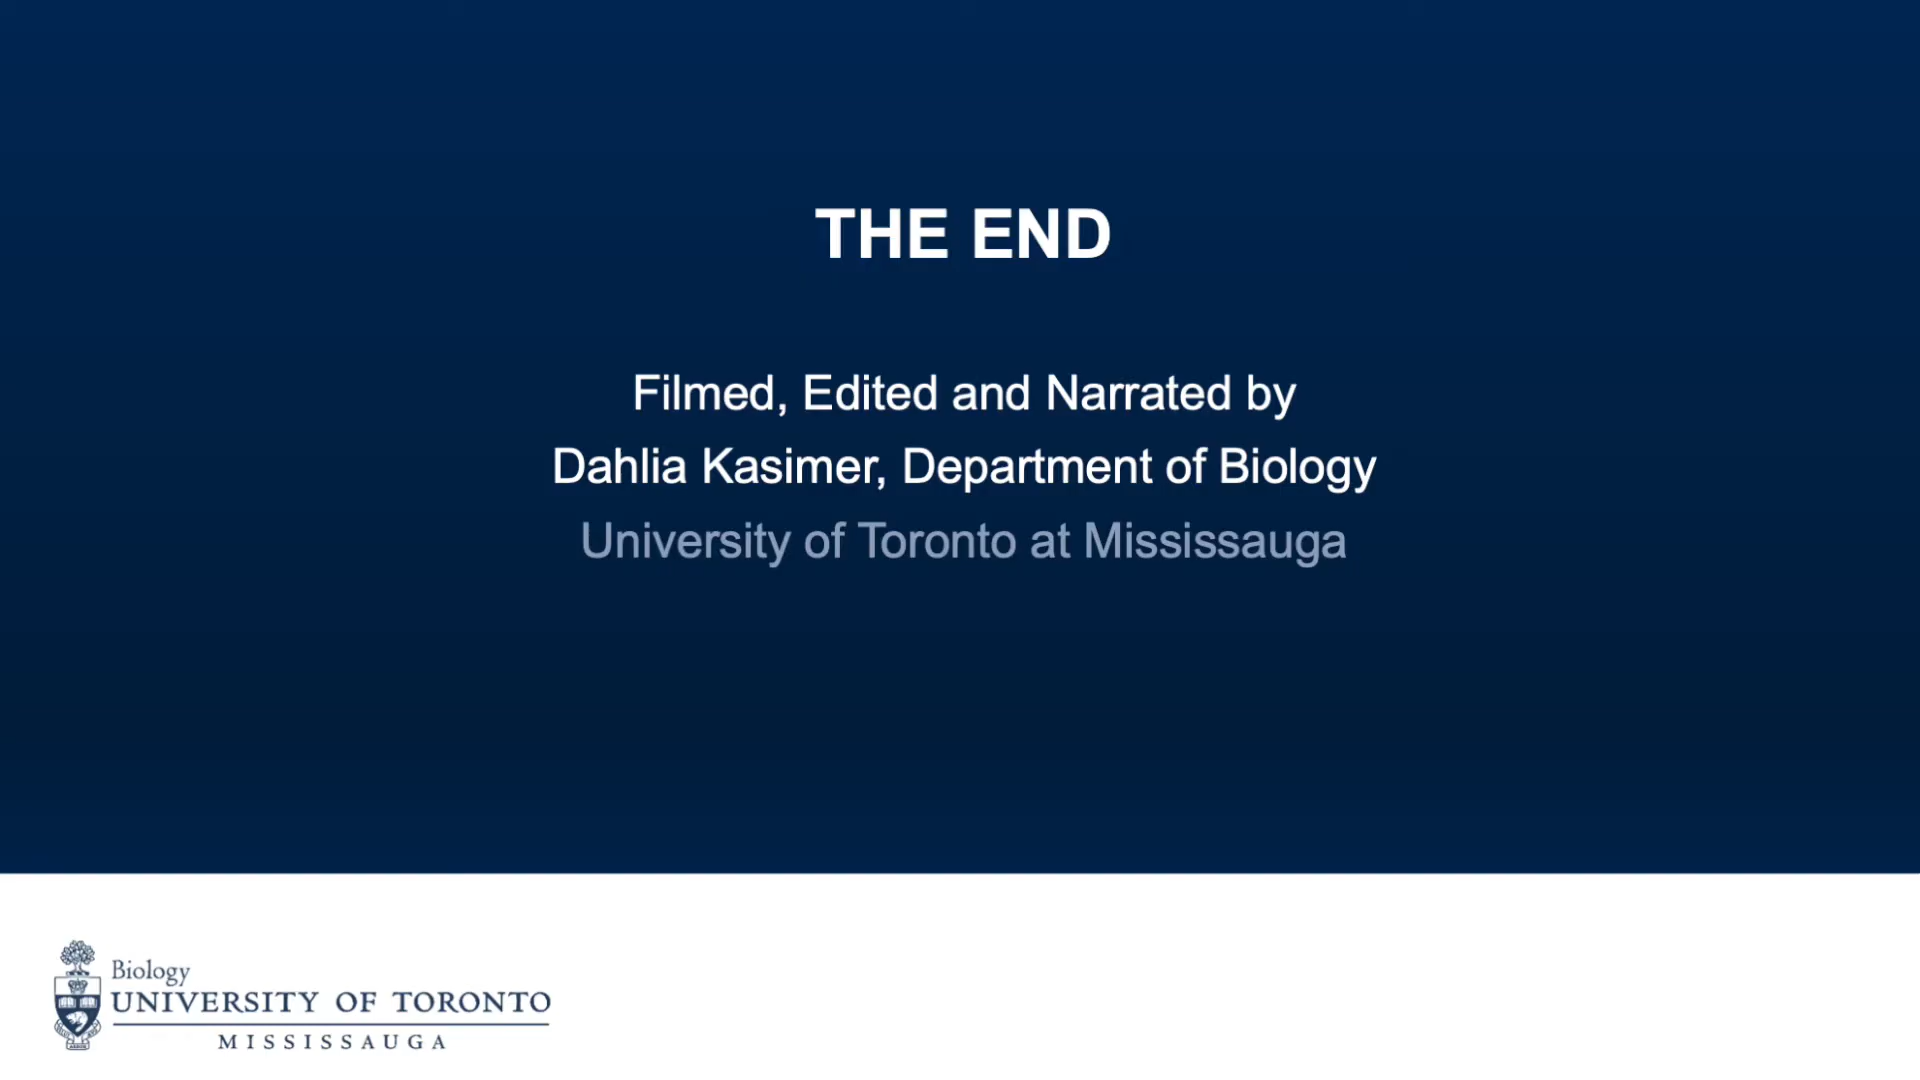 THE END
Filmed, Edited and Narrated by
Dahlia Kasimer, Department of Biology
University of Toronto at Mississauga
Biology
UNIVERSITY OF TORONTO
MISSISSAUGA